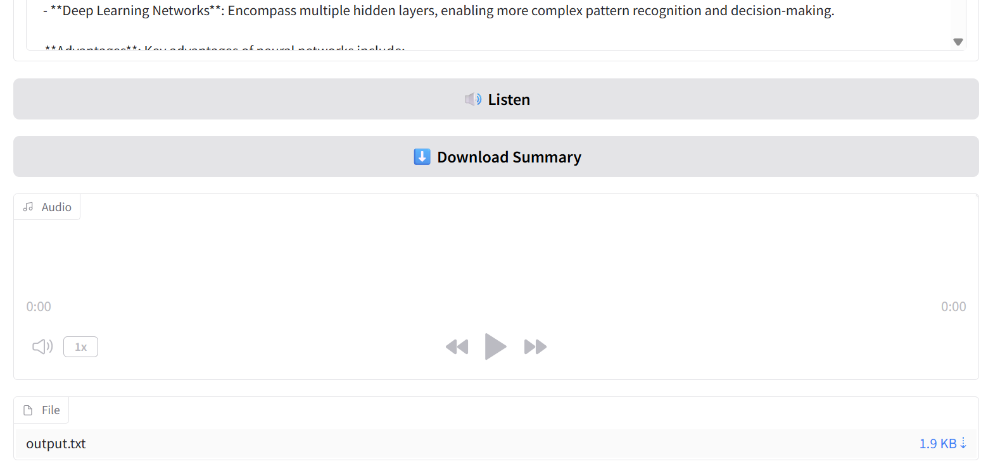 - **Deep Learning Networks**: Encompass multiple hidden layers, enabling more complex pattern recognition and decision-making.
**Advantages**: Key advantages of neural networks include:
Listen
Download Summary
Audio
0:00
0:00
1x
File
output.txt
1.9 KB